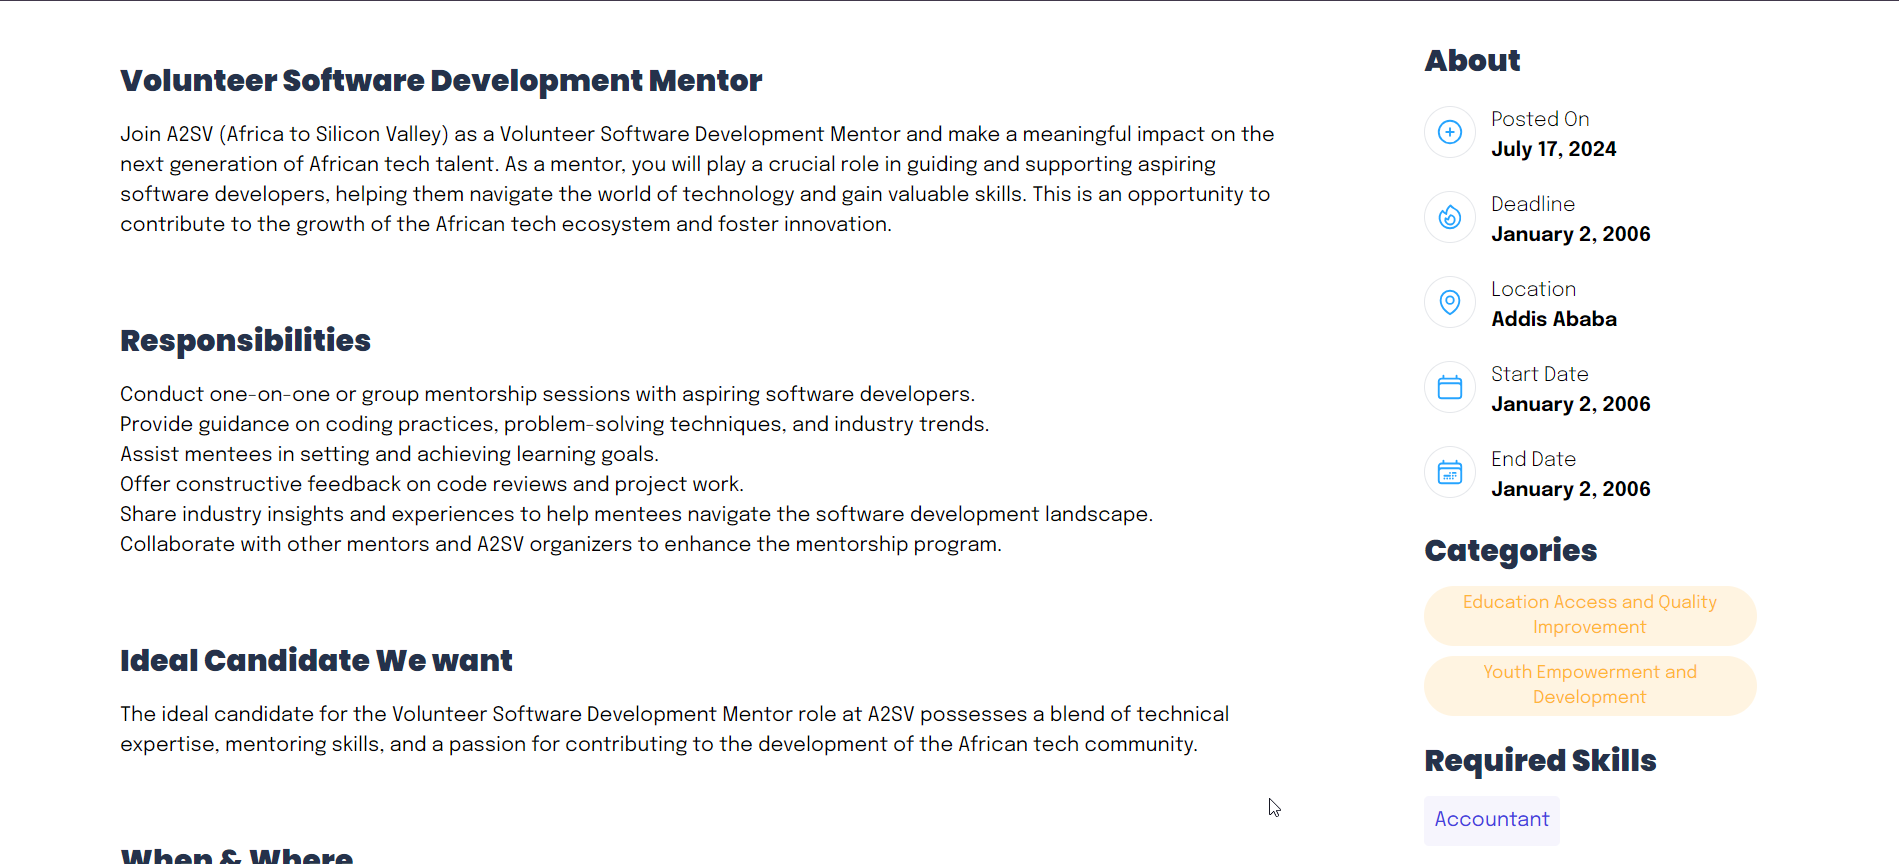 Volunteer Software Development Mentor
Join A2SV (Africa to Silicon Valley) as a Volunteer Software Development Mentor and make a meaningful impact on the
next generation of African tech talent. As a mentor, you will play a crucial role in guiding and supporting aspiring
software developers, helping them navigate the world of technology and gain valuable skills. This is an opportunity to
contribute to the growth of the African tech ecosystem and foster innovation.
Responsibilities
Conduct one-on-one or group mentorship sessions with aspiring software developers.
Provide guidance on coding practices, problem-solving techniques, and industry trends.
Assist mentees in setting and achieving learning goals.
Offer constructive feedback on code reviews and project work.
Share industry insights and experiences to help mentees navigate the software development landscape.
Collaborate with other mentors and A2SV organizers to enhance the mentorship program.
Ideal Candidate We want
The ideal candidate for the Volunteer Software Development Mentor role at A2SV possesses a blend of technical
expertise, mentoring skills, and a passion for contributing to the development of the African tech community.
When & Where
About
Posted On
July 17, 2024
Deadline
January 2, 2006
Location
Addis Ababa
Start Date
January 2, 2006
End Date
January 2, 2006
Categories
Education Access and Quality
Improvement
Youth Empowerment and
Development
Required Skills
Accountant